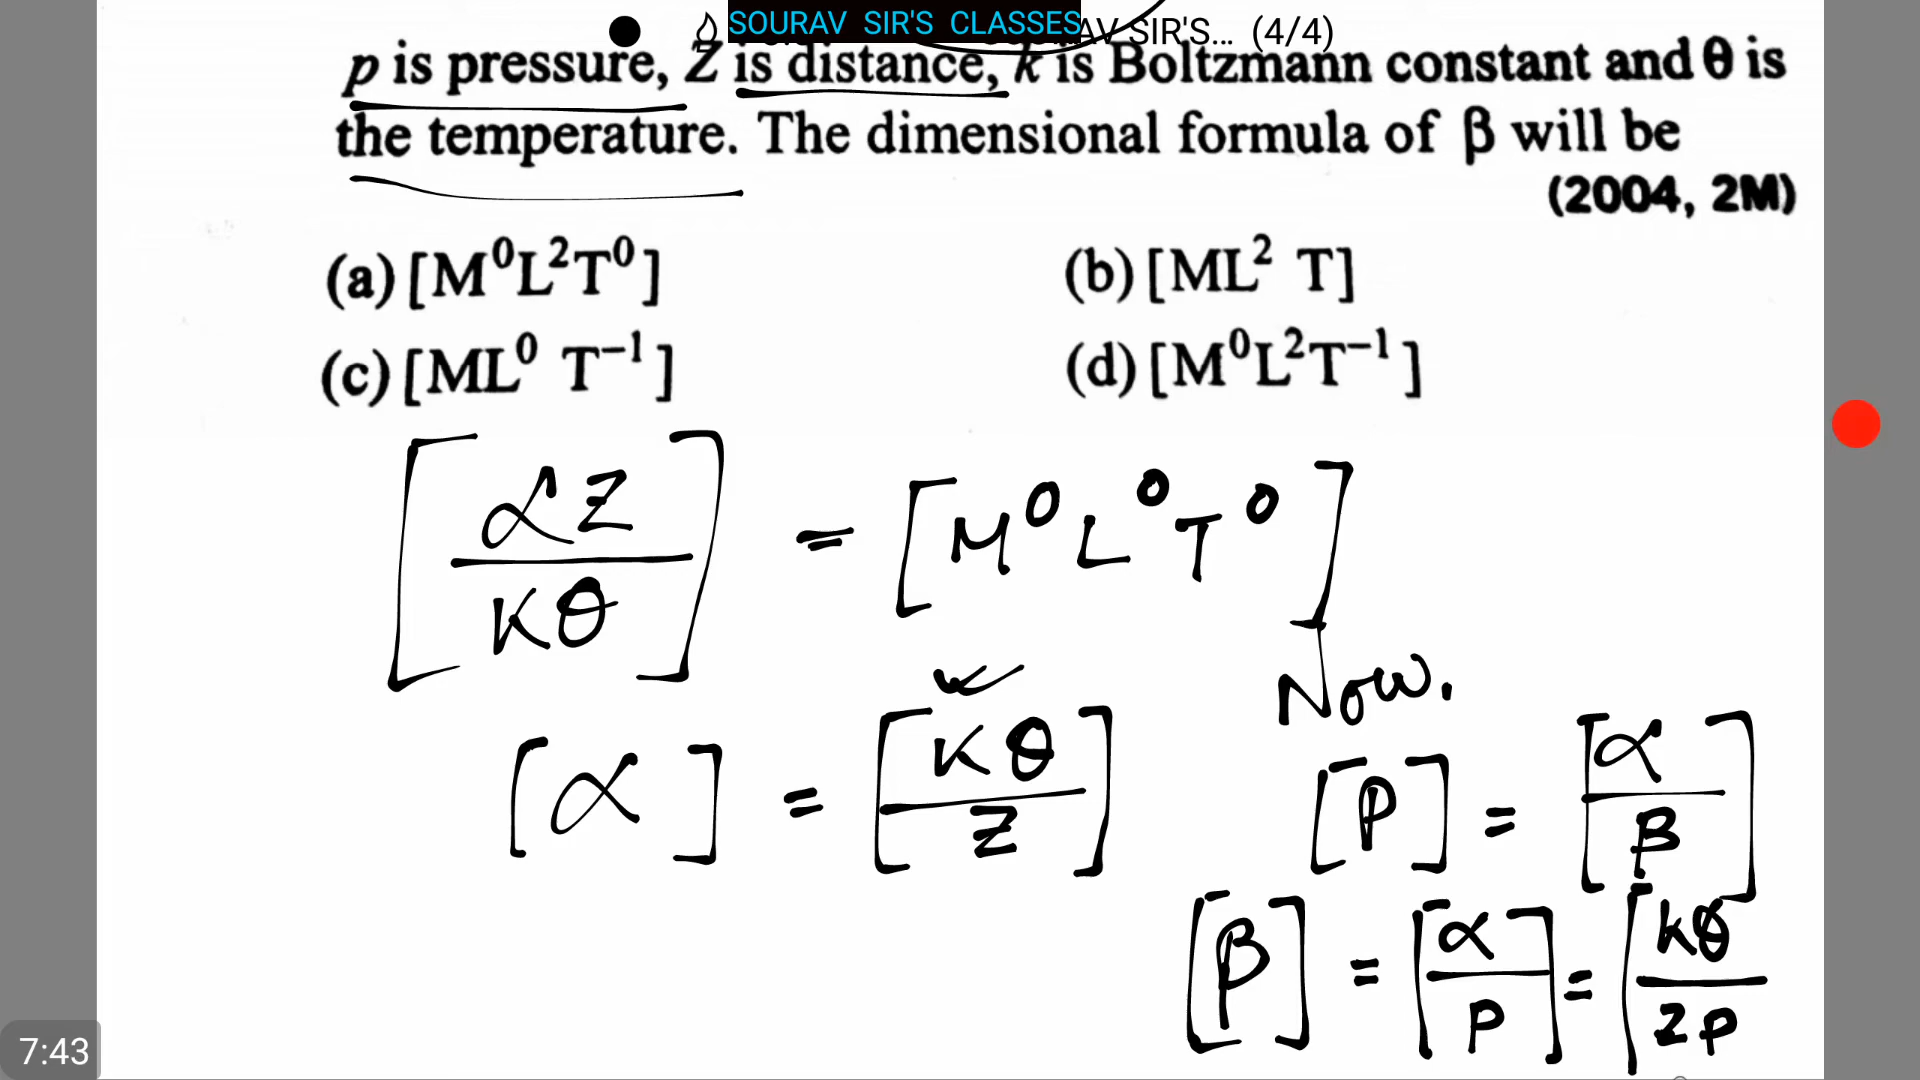 SOURAV SIR'S CLASSES AV SIR'S... (4/4)
p is pressure, Z is distance, k is Boltzmann constant and θ is
the temperature. The dimensional formula of β will be
(2004, 2M)
(a) [M⁰L²T⁰] (b) [ML² T]
(c) [ML⁰ T⁻¹] (d) [M⁰L²T⁻¹]
[αZ / Kθ] = [M⁰L⁰T⁰]
Now.
[α] = [Kθ / Z] [P] = [α / β]
[β] = [α / P] = [kθ / ZP
7:43